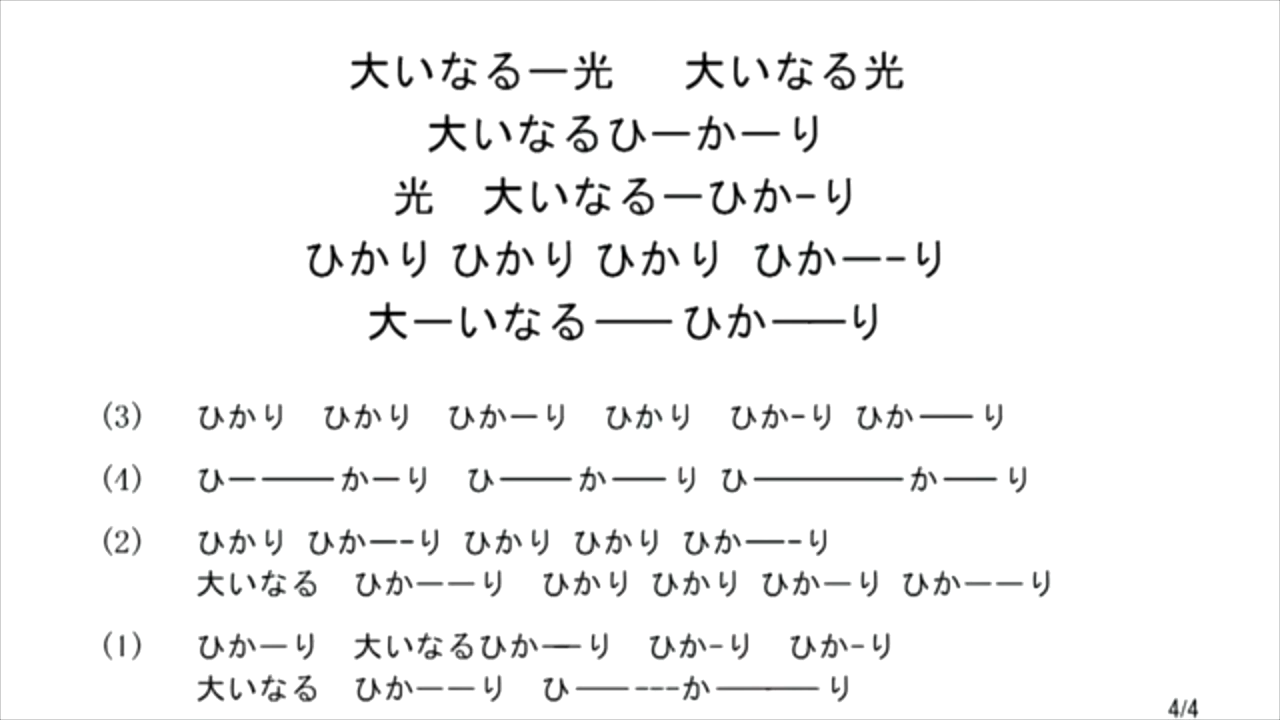 大いなるー光　大いなる光
大いなるひーかーり
光　大いなるーひか-り
ひかり ひかり ひかり ひかー-り
大ーいなる――ひか――り
(3)　ひかり　ひかり　ひかーり　ひかり　ひか-り ひか――り
(4)　ひ-――かーり　ひ――か――り ひ――――か――り
(2)　ひかり ひかー-り ひかり ひかり ひか―-り
大いなる　ひかーーり　ひかり ひかり ひかーり ひかーーり
(1)　ひかーり　大いなるひかーり　ひか-り　ひか-り
大いなる　ひかーーり　ひ――---か―――り
4/4